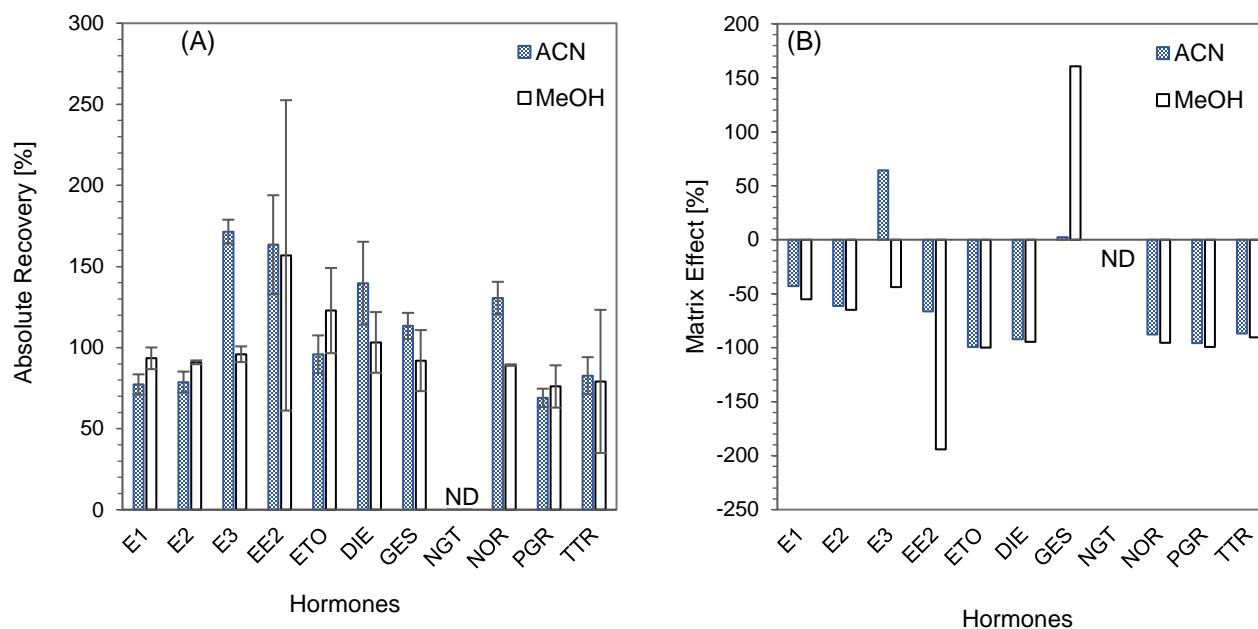 (A)
ACN
MeOH
Absolute Recovery [%]
300
250
200
150
100
50
0
ND
E1 E2 E3 EE2 ETO DIE GES NGT NOR PGR TTR
Hormones
(B)
ACN
MeOH
Matrix Effect [%]
200
150
100
50
0
-50
-100
-150
-200
-250
ND
E1 E2 E3 EE2 ETO DIE GES NGT NOR PGR TTR
Hormones